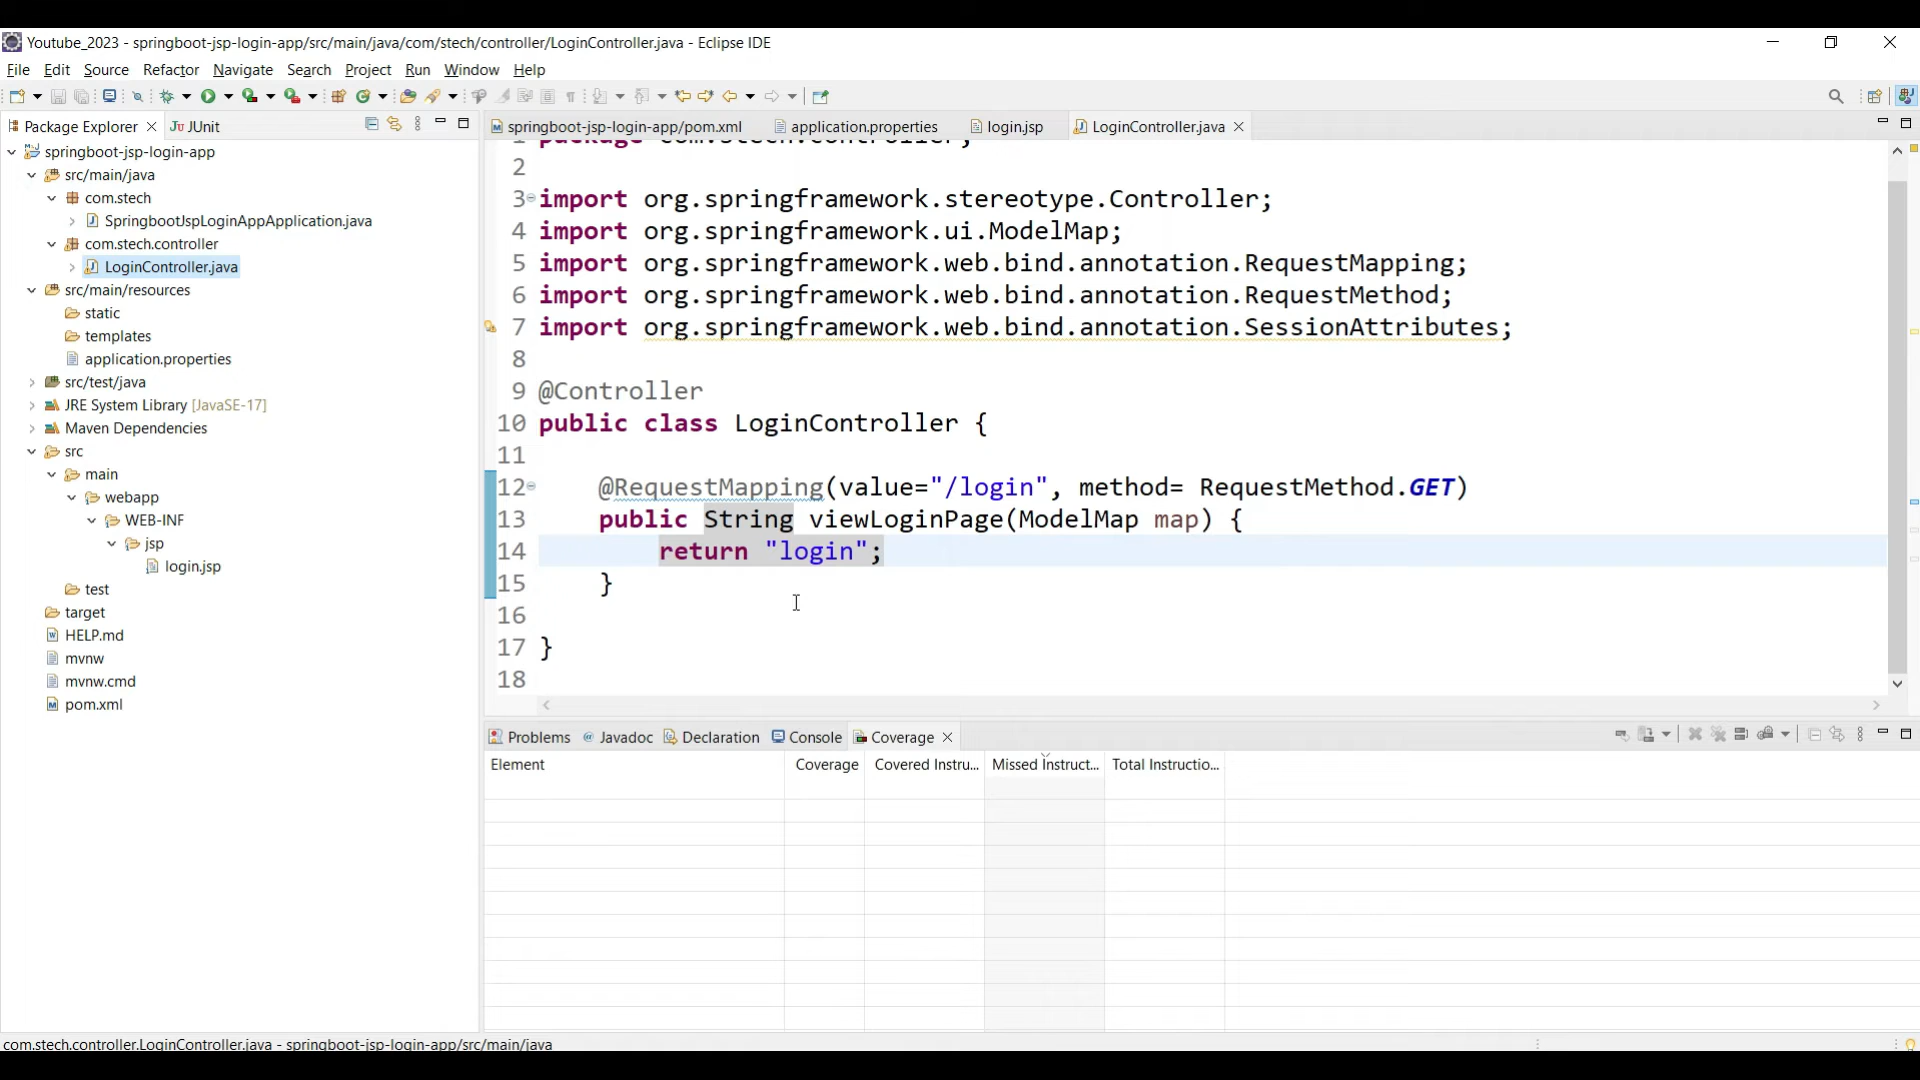 Youtube_2023 - springboot-jsp-login-app/src/main/java/com/stech/controller/LoginController.java - Eclipse IDE
File Edit Source Refactor Navigate Search Project Run Window Help
Package Explorer JUnit
springboot-jsp-login-app
src/main/java
com.stech
SpringbootJspLoginAppApplication.java
com.stech.controller
LoginController.java
src/main/resources
static
templates
application.properties
src/test/java
JRE System Library [JavaSE-17]
Maven Dependencies
src
main
webapp
WEB-INF
jsp
login.jsp
test
target
HELP.md
mvnw
mvnw.cmd
pom.xml
springboot-jsp-login-app/pom.xml application.properties login.jsp LoginController.java
1 package com.stech.controller;
2
3 import org.springframework.stereotype.Controller;
4 import org.springframework.ui.ModelMap;
5 import org.springframework.web.bind.annotation.RequestMapping;
6 import org.springframework.web.bind.annotation.RequestMethod;
7 import org.springframework.web.bind.annotation.SessionAttributes;
8
9 @Controller
10 public class LoginController {
11
12 @RequestMapping(value="/login", method= RequestMethod.GET)
13 public String viewLoginPage(ModelMap map) {
14 return "login";
15 }
16
17 }
18
Problems Javadoc Declaration Console Coverage
Element Coverage Covered Instru... Missed Instruct... Total Instructio...
com.stech.controller.LoginController.java - springboot-jsp-login-app/src/main/java